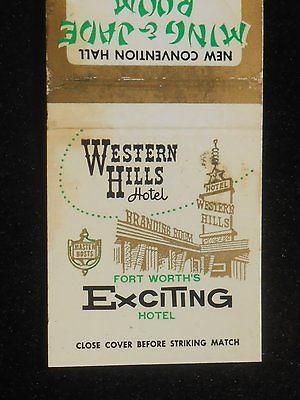 NEW CONVENTION HALL
MING & JADE
ROOM
WESTERN
HILLS
Hotel
HOTEL
WESTERN
HILLS
BRANDING ROOM
MASTER
HOSTS
FORT WORTH'S
EXCITING
HOTEL
CLOSE COVER BEFORE STRIKING MATCH